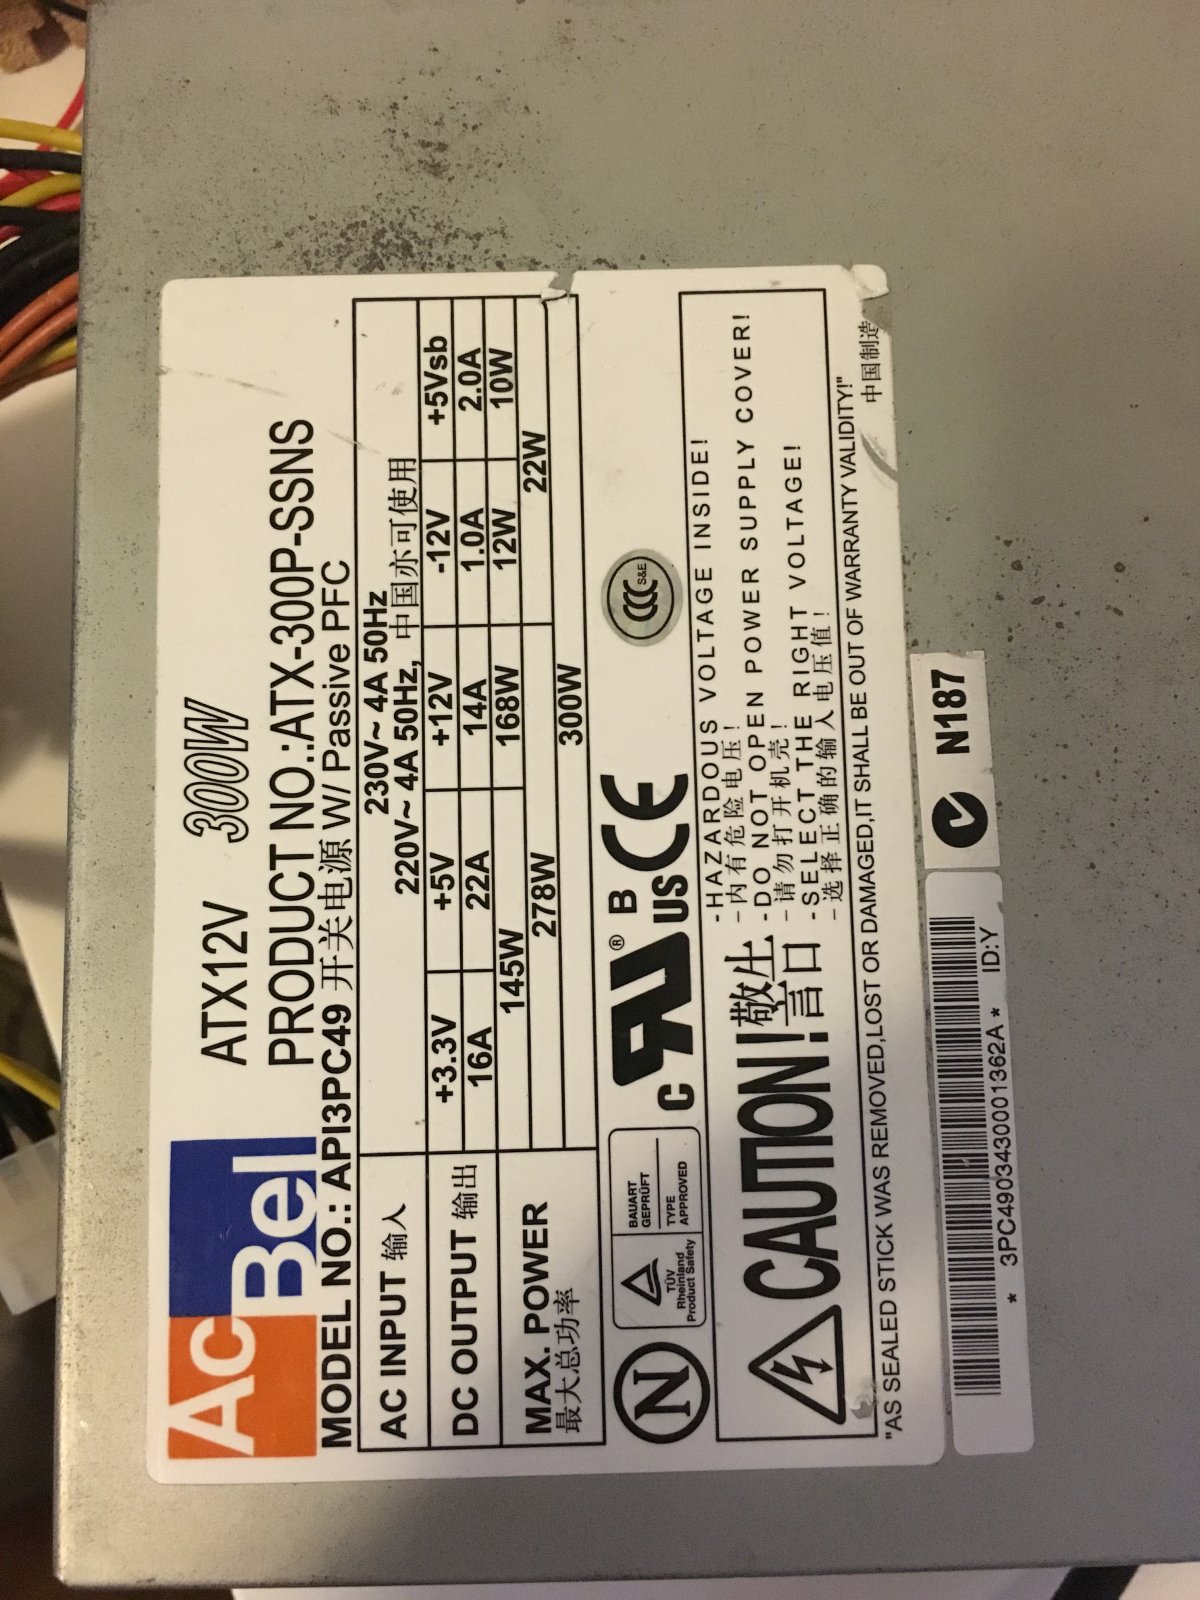 AcBel
ATX12V 300W
PRODUCT NO.:ATX-300P-SSNS
MODEL NO.: API3PC49 开关电源 W/ Passive PFC
AC INPUT 输入
230V~ 4A 50Hz
220V~ 4A 50Hz, 中国亦可使用
DC OUTPUT 输出
+3.3V +5V +12V -12V +5Vsb
16A 22A 14A 1.0A 2.0A
MAX. POWER
最大总功率
145W 168W 12W 10W
278W 22W
300W
N
TÜV
Rheinland
Product Safety
BAUART
GEPRÜFT
TYPE
APPROVED
C RU ® US B
CE
CCC S&E
CAUTION! 警告
-HAZARDOUS VOLTAGE INSIDE!
-内有危险电压!
-DO NOT OPEN POWER SUPPLY COVER!
-请勿打开机壳!
-SELECT THE RIGHT VOLTAGE!
-选择正确的输入电压值!
"AS SEALED STICK WAS REMOVED,LOST OR DAMAGED,IT SHALL BE OUT OF WARRANTY VALIDITY!"
中国制造
N187
* 3PC4903430001362A * ID:Y